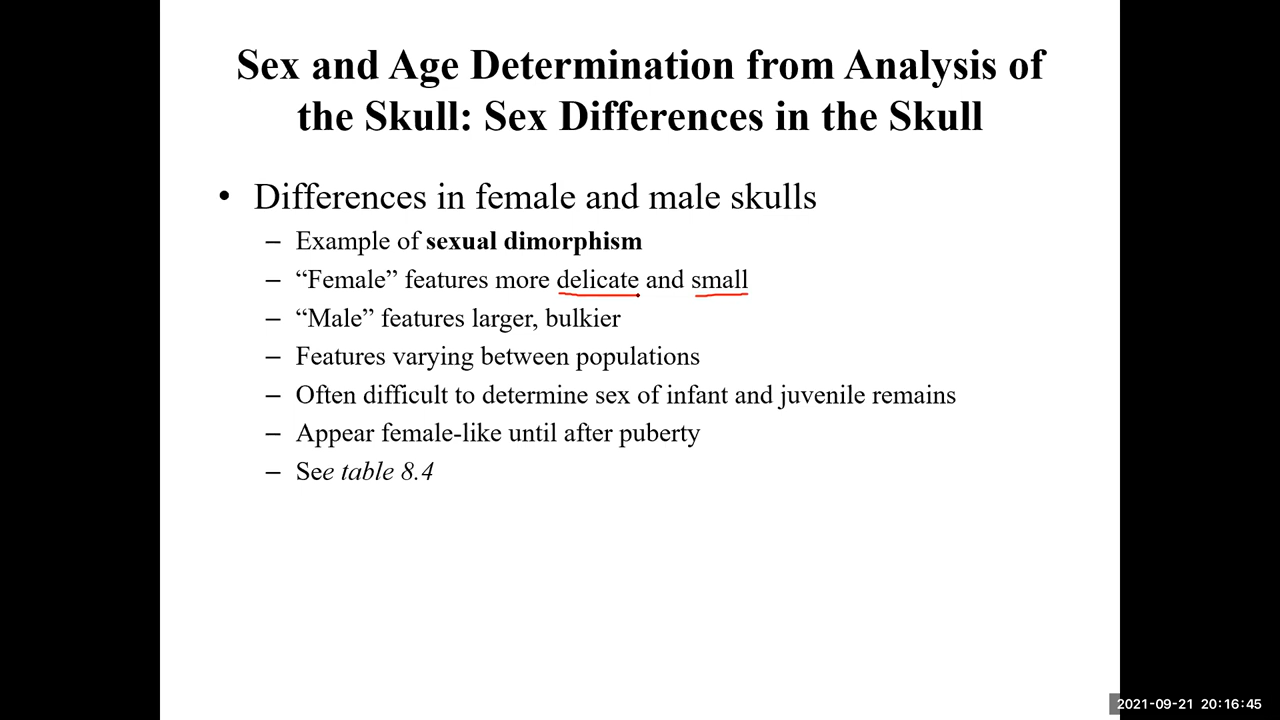 Sex and Age Determination from Analysis of
the Skull: Sex Differences in the Skull
• Differences in female and male skulls
– Example of sexual dimorphism
– “Female” features more delicate and small
– “Male” features larger, bulkier
– Features varying between populations
– Often difficult to determine sex of infant and juvenile remains
– Appear female-like until after puberty
– See table 8.4
2021-09-21 20:16:45